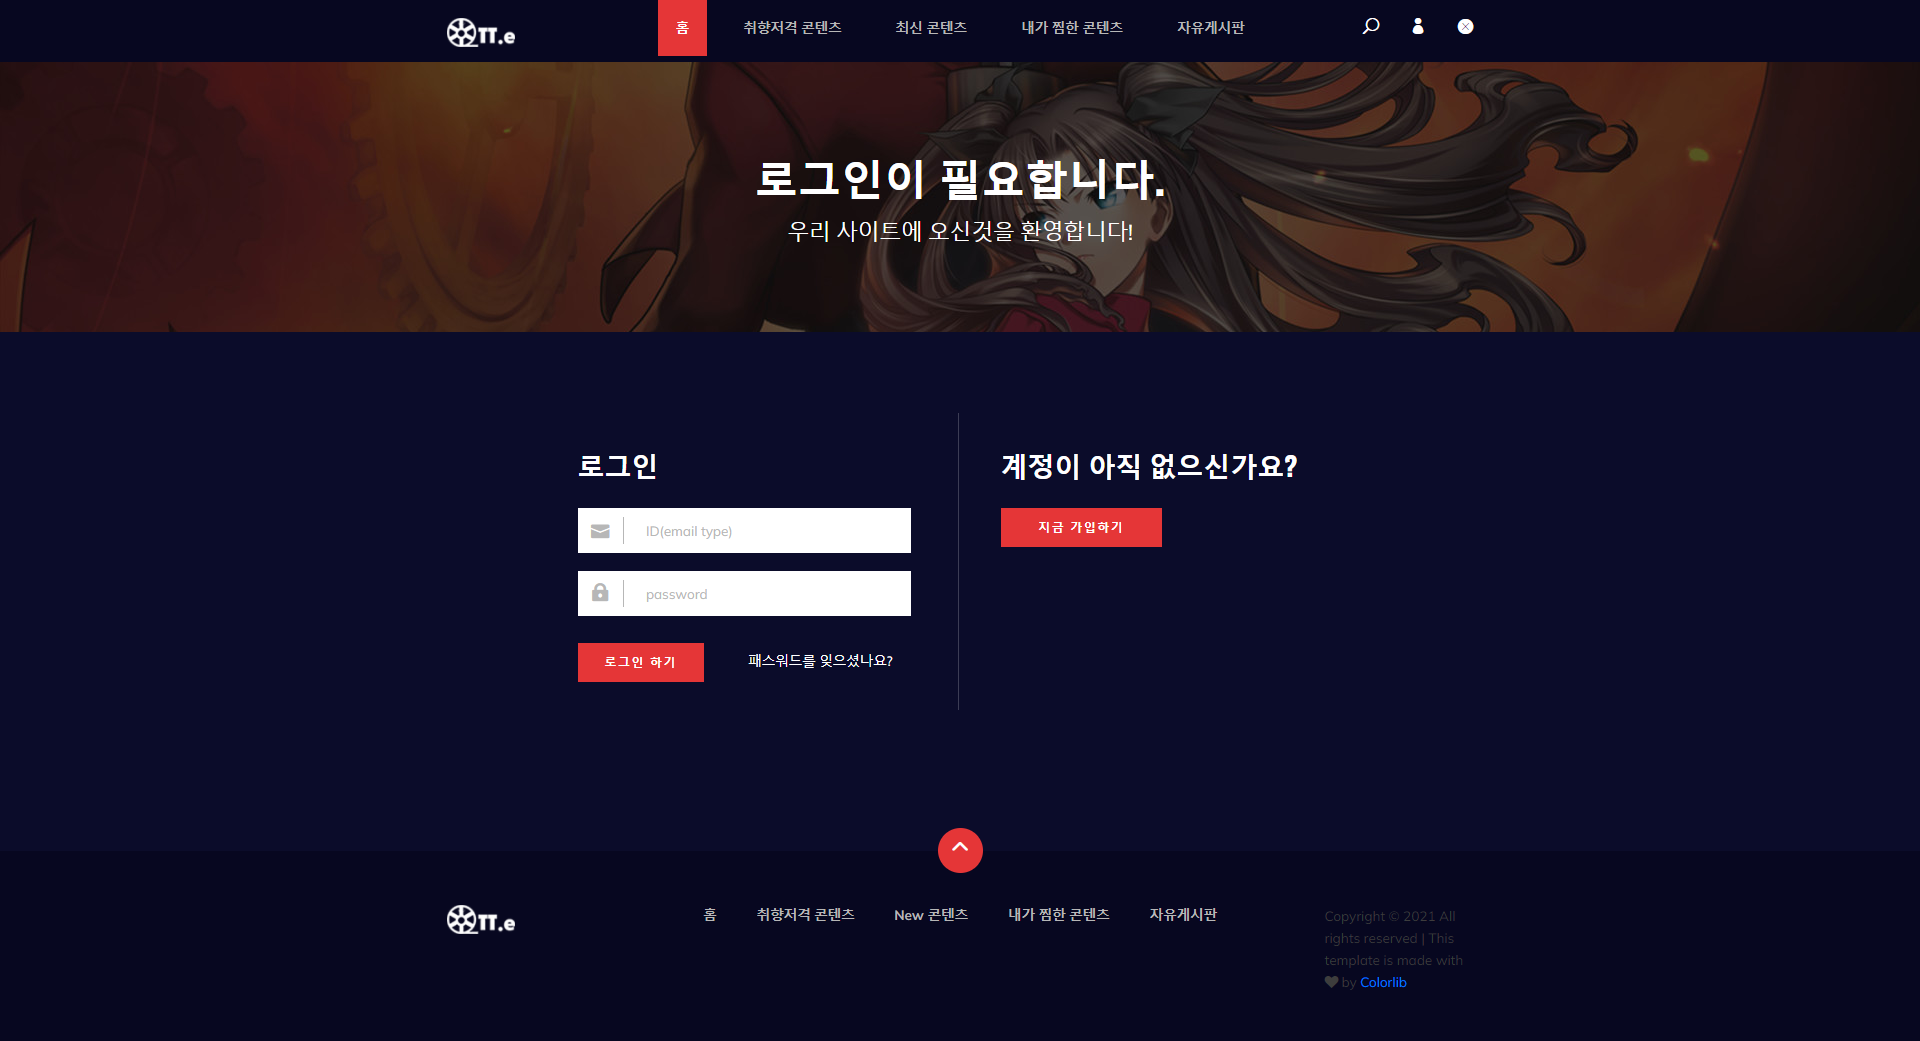 TT.e
홈 취향저격 콘텐츠 최신 콘텐츠 내가 찜한 콘텐츠 자유게시판
로그인이 필요합니다.
우리 사이트에 오신것을 환영합니다!
로그인
ID(email type)
password
로그인 하기 패스워드를 잊으셨나요?
계정이 아직 없으신가요?
지금 가입하기
TT.e
홈 취향저격 콘텐츠 New 콘텐츠 내가 찜한 콘텐츠 자유게시판
Copyright © 2021 All
rights reserved | This
template is made with
♥ by Colorlib